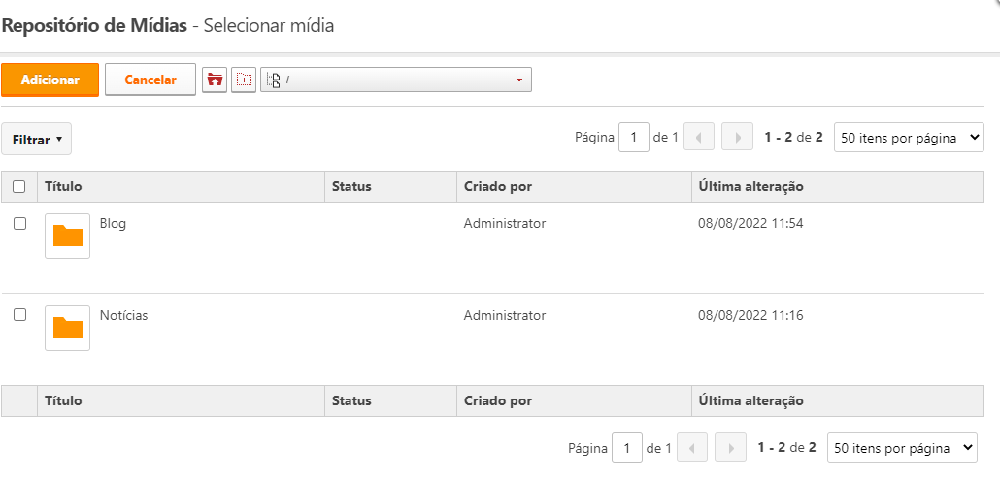 Repositório de Mídias - Selecionar mídia
Adicionar Cancelar /
Filtrar Página 1 de 1 1 - 2 de 2 50 itens por página
Título Status Criado por Última alteração
Blog Administrator 08/08/2022 11:54
Notícias Administrator 08/08/2022 11:16
Título Status Criado por Última alteração
Página 1 de 1 1 - 2 de 2 50 itens por página